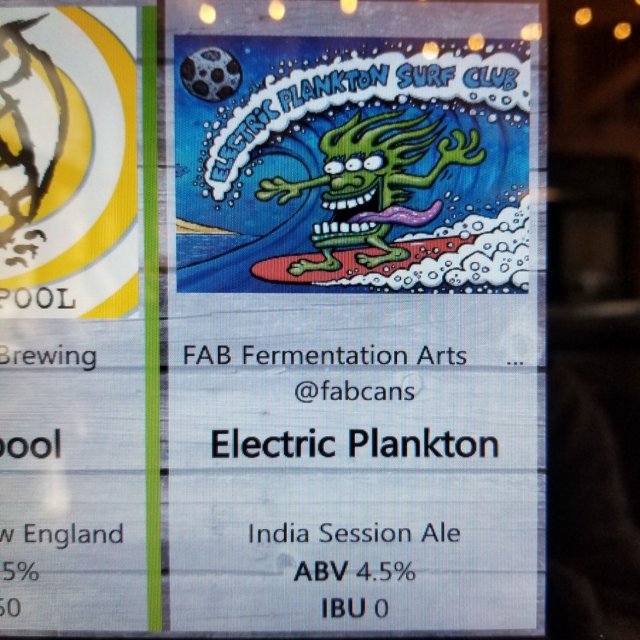 ELECTRIC PLANKTON SURF CLUB
POOL
Brewing
ool
w England
5%
50
FAB Fermentation Arts ...
@fabcans
Electric Plankton
India Session Ale
ABV 4.5%
IBU 0